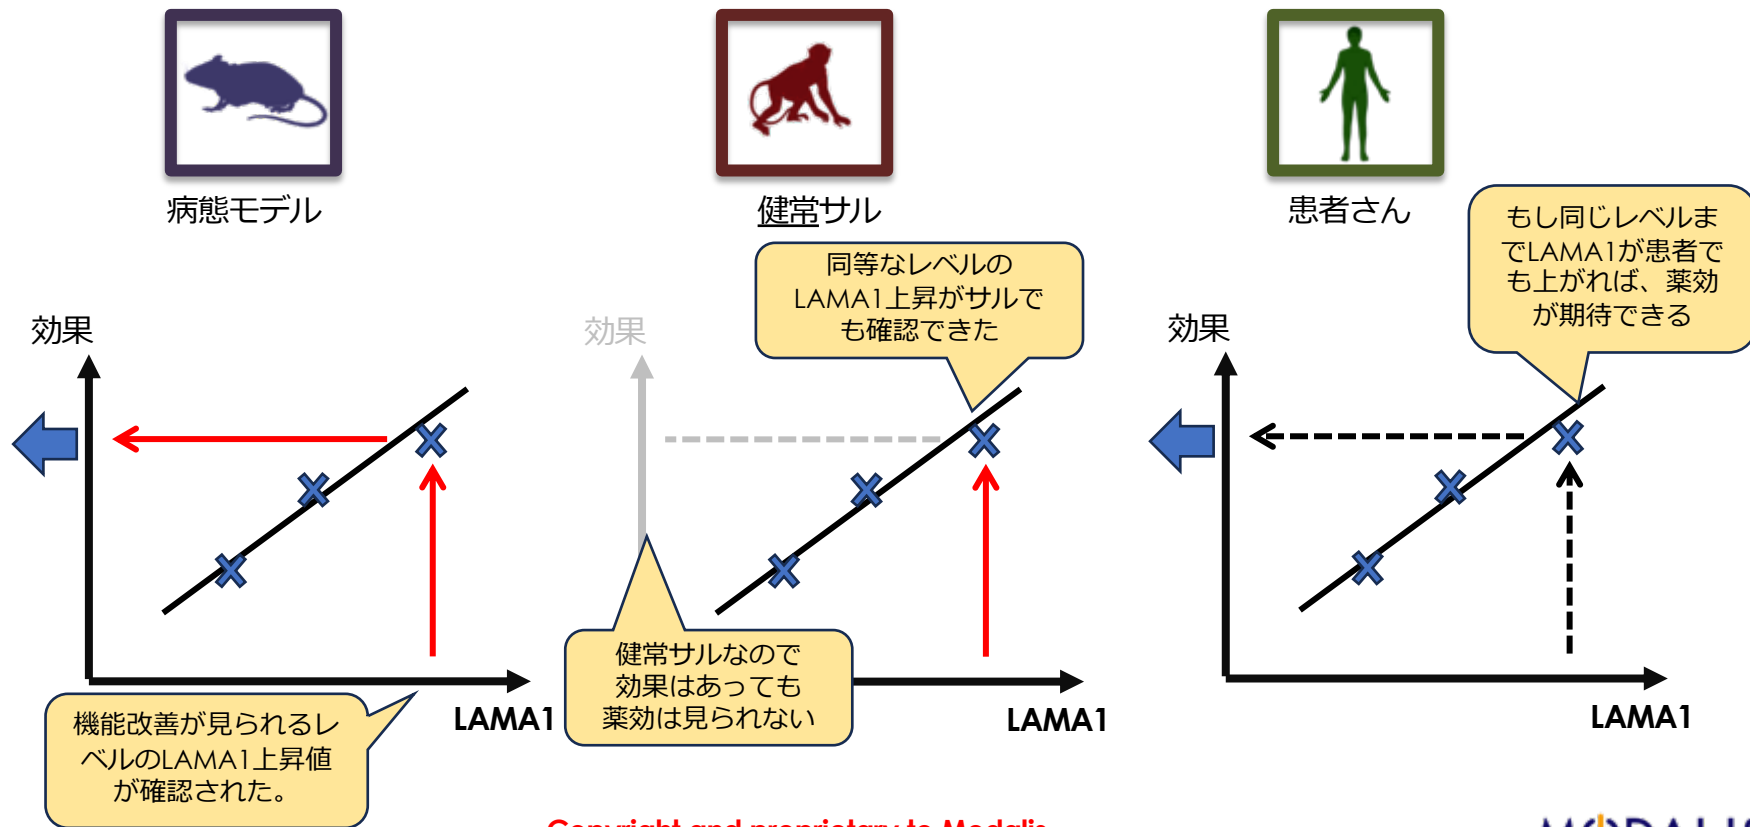 病態モデル
健常サル
患者さん
もし同じレベルま
でLAMA1が患者で
も上がれば、薬効
が期待できる
同等なレベルの
LAMA1上昇がサルで
も確認できた
効果
効果
効果
健常サルなので
効果はあっても
薬効は見られない
機能改善が見られるレ
ベルのLAMA1上昇値
が確認された。
LAMA1
LAMA1
LAMA1
Copyright and proprietary to Modalis
MODALIS